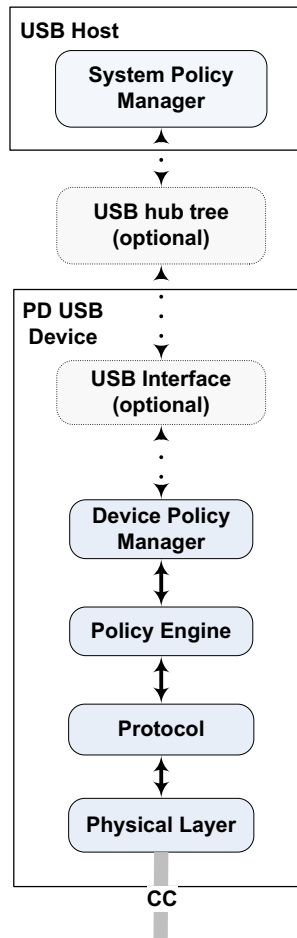 USB Host
System Policy
Manager
USB hub tree
(optional)
PD USB
Device
USB Interface
(optional)
Device Policy
Manager
Policy Engine
Protocol
Physical Layer
CC